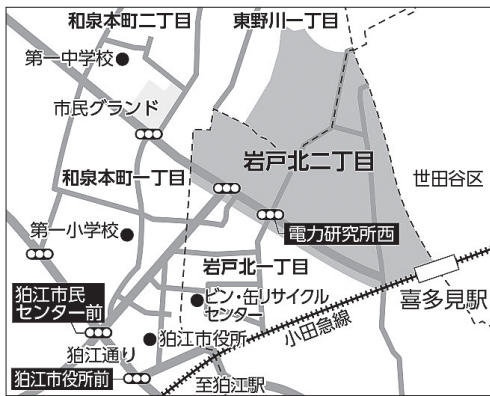 和泉本町二丁目
東野川一丁目
第一中学校
市民グランド
岩戸北二丁目
和泉本町一丁目
世田谷区
第一小学校
電力研究所西
岩戸北一丁目
狛江市民
センター前
ビン・缶リサイクル
センター
喜多見駅
小田急線
狛江市役所
狛江通り
狛江市役所前
至狛江駅